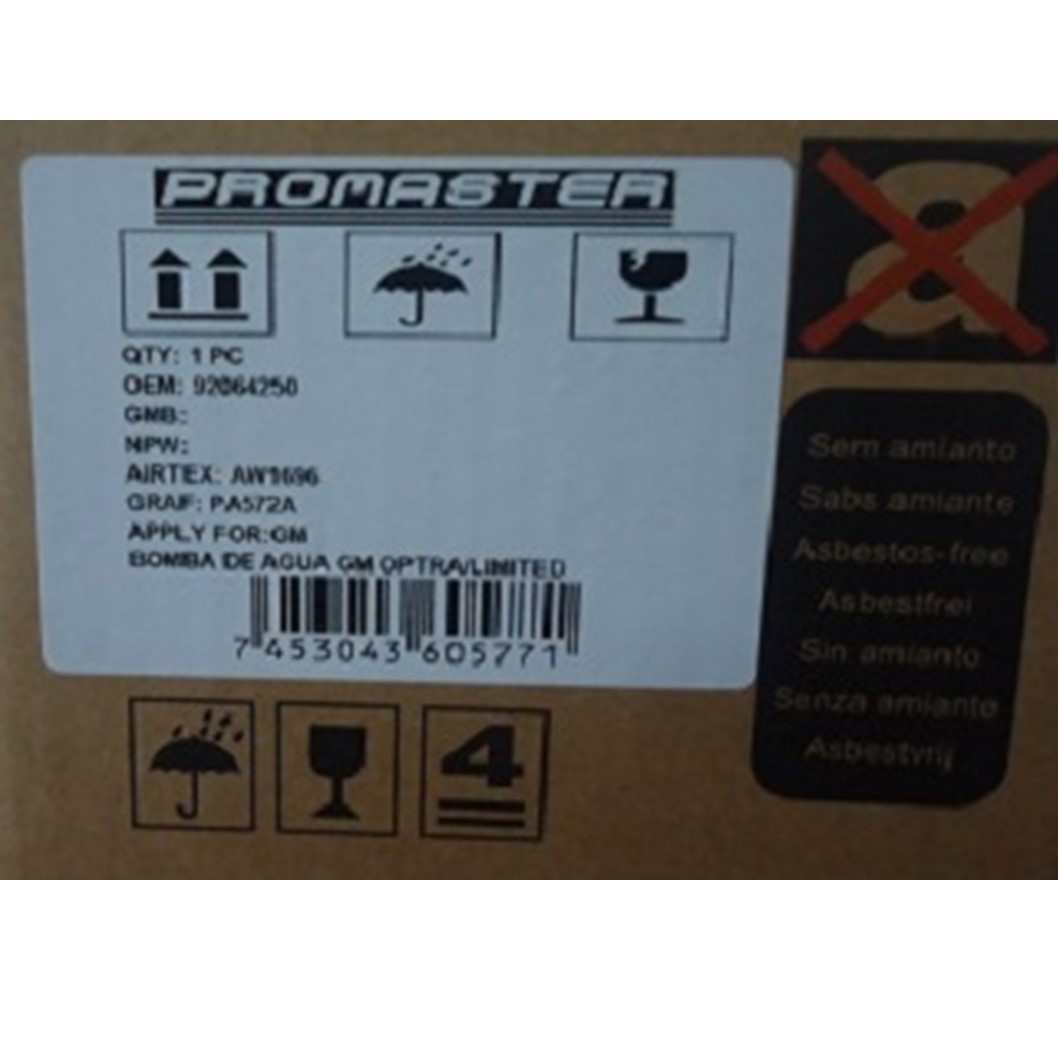 PROMASTER
QTY: 1 PC
OEM: 92064250
GMB:
NPW:
AIRTEX: AW9696
GRAF: PA572A
APPLY FOR:GM
BOMBA DE AGUA GM OPTRA/LIMITED
7 453043 605771
4
a
Sem amianto
Sabs amiante
Asbestos-free
Asbestfrei
Sin amianto
Senza amianto